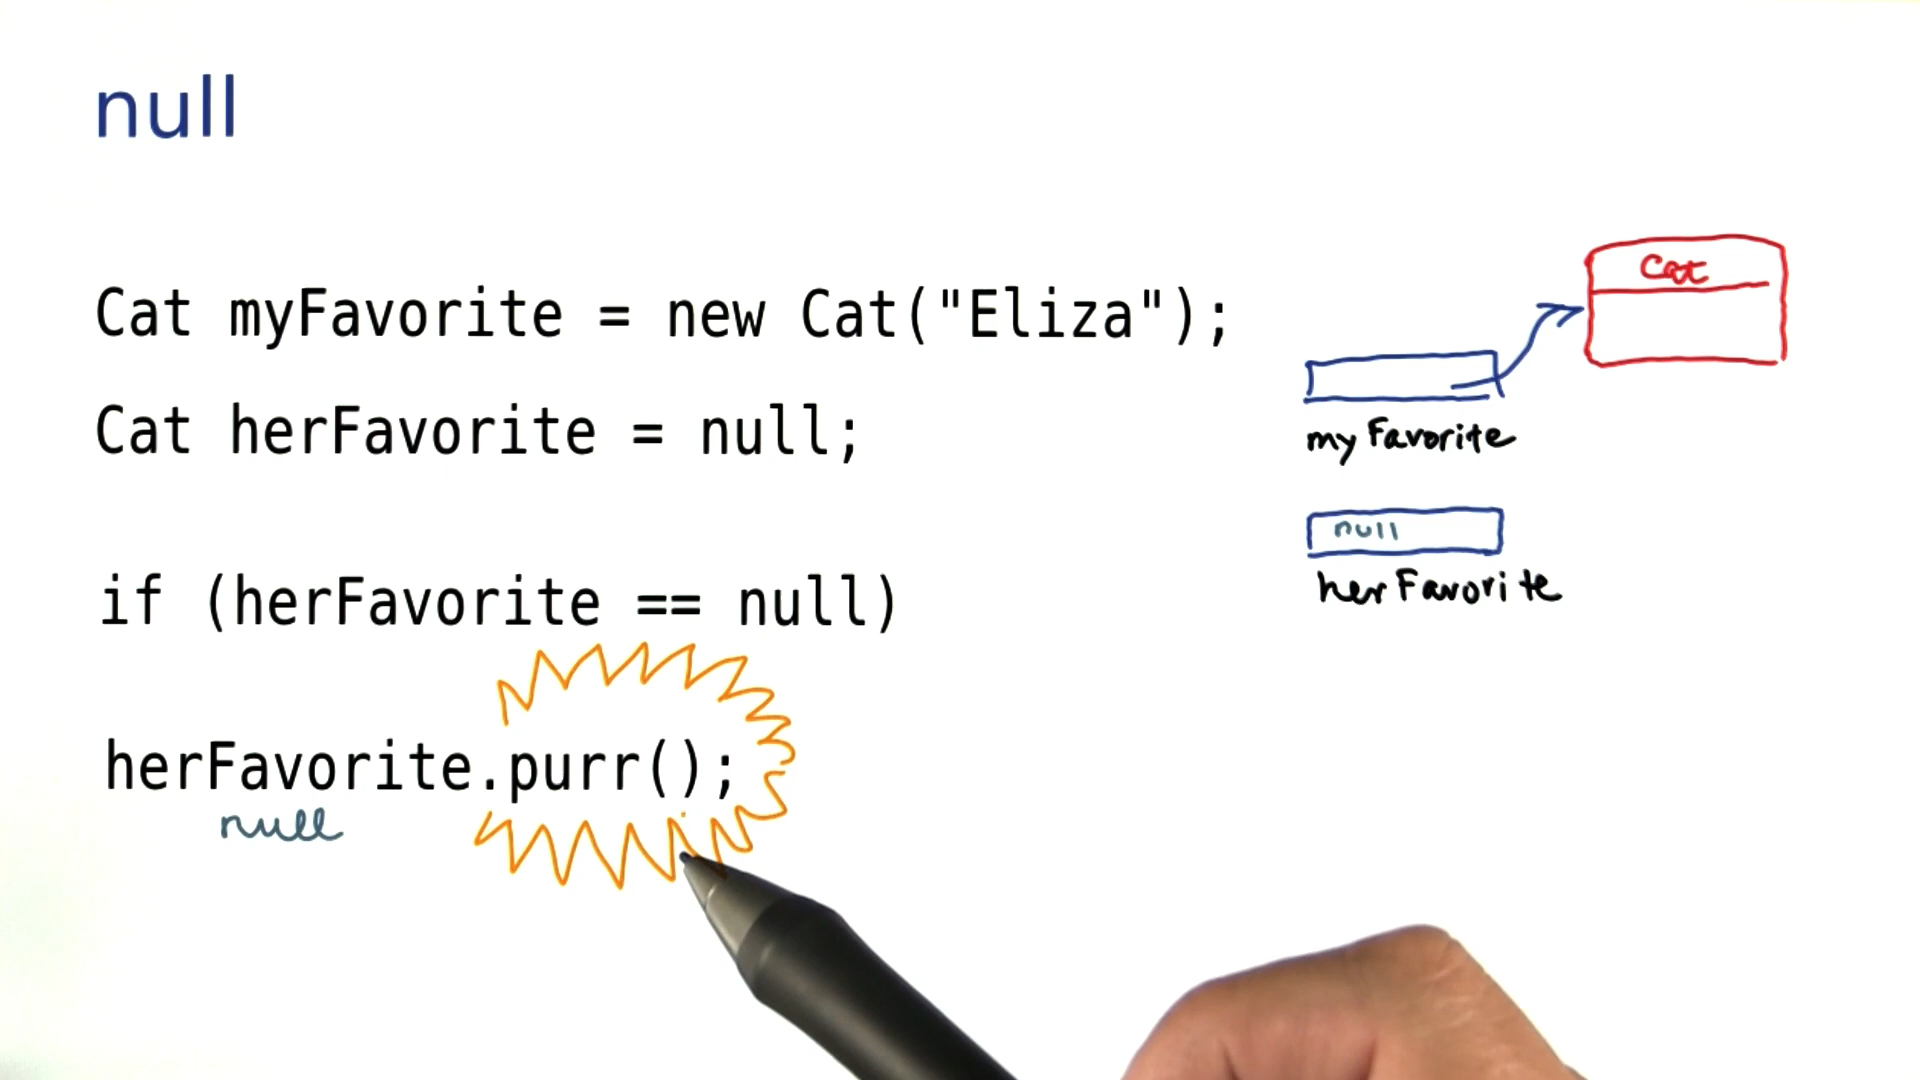 null
Cat myFavorite = new Cat("Eliza");
Cat herFavorite = null;
if (herFavorite == null)
herFavorite.purr();
null
Cat
my Favorite
null
her Favorite